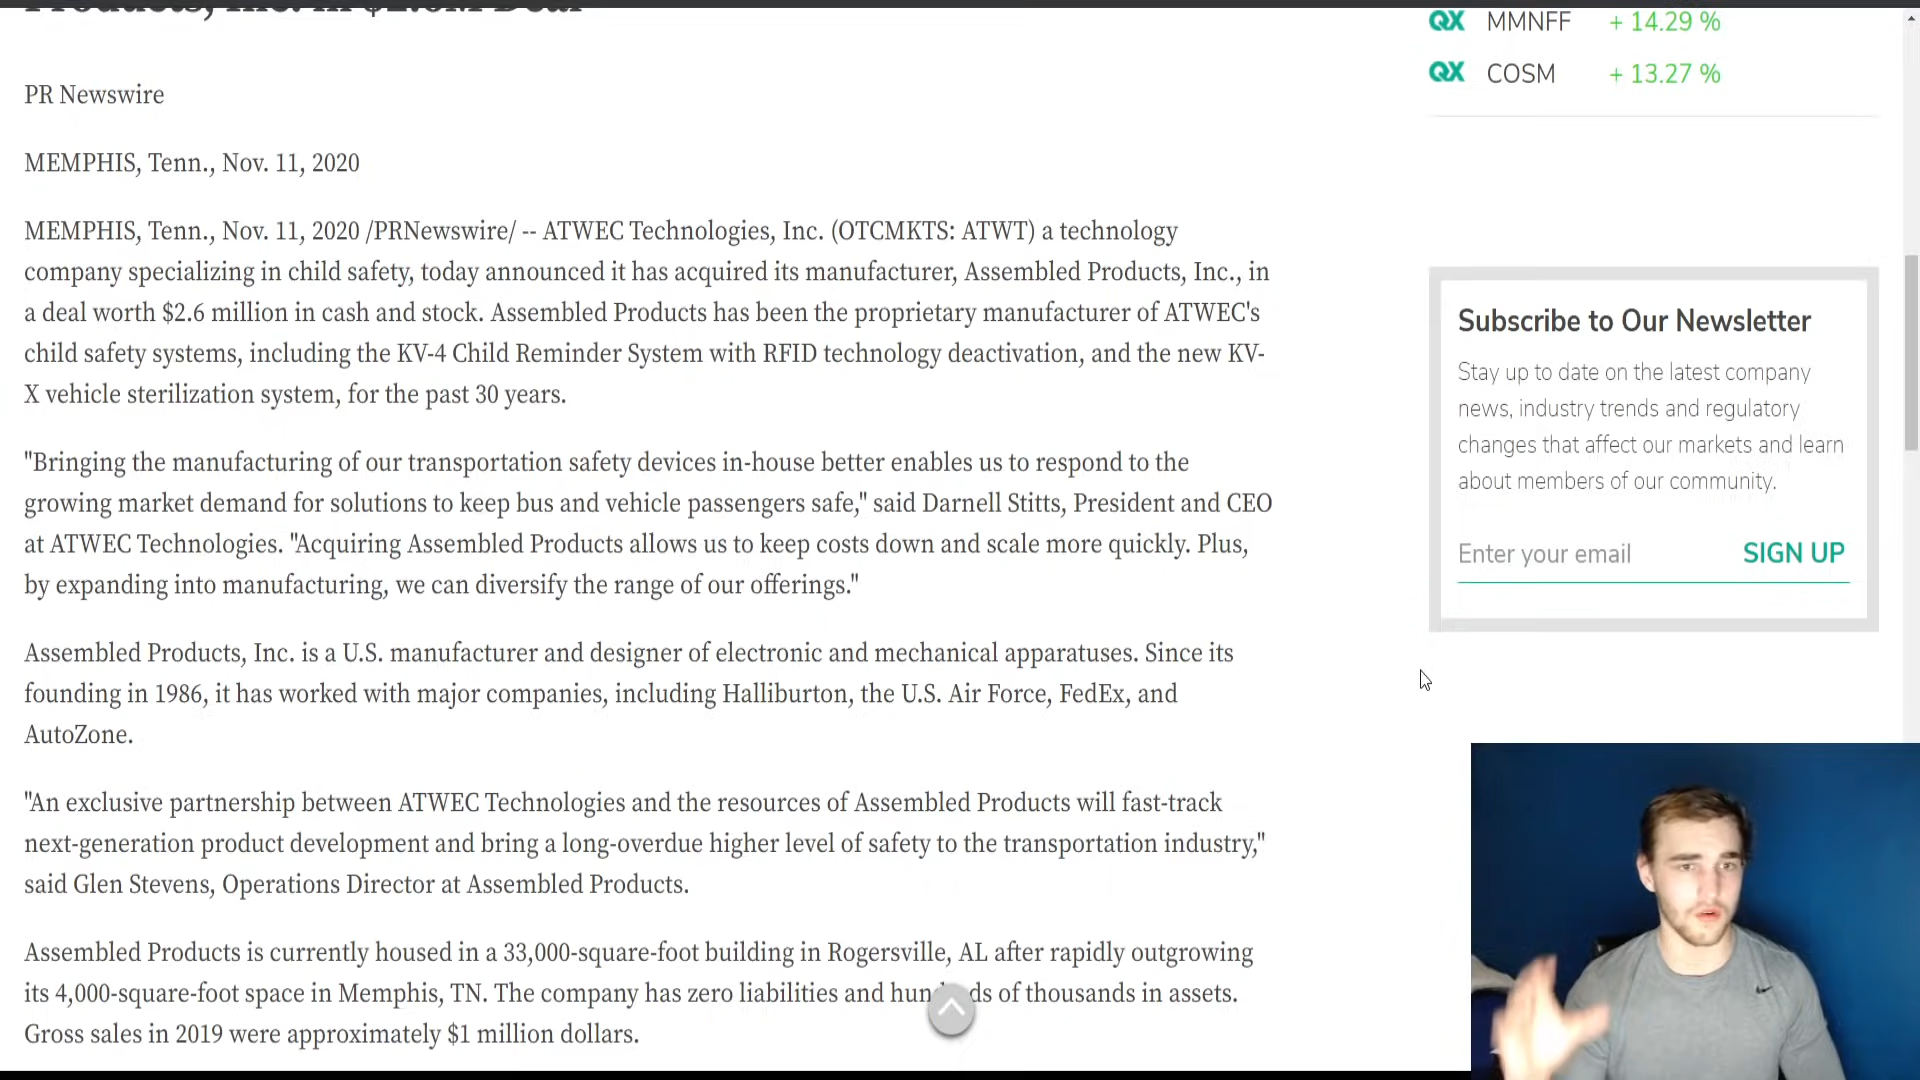 Products, Inc. in $2.6M Deal
PR Newswire
MEMPHIS, Tenn., Nov. 11, 2020
MEMPHIS, Tenn., Nov. 11, 2020 /PRNewswire/ -- ATWEC Technologies, Inc. (OTCMKTS: ATWT) a technology
company specializing in child safety, today announced it has acquired its manufacturer, Assembled Products, Inc., in
a deal worth $2.6 million in cash and stock. Assembled Products has been the proprietary manufacturer of ATWEC's
child safety systems, including the KV-4 Child Reminder System with RFID technology deactivation, and the new KV-
X vehicle sterilization system, for the past 30 years.
"Bringing the manufacturing of our transportation safety devices in-house better enables us to respond to the
growing market demand for solutions to keep bus and vehicle passengers safe," said Darnell Stitts, President and CEO
at ATWEC Technologies. "Acquiring Assembled Products allows us to keep costs down and scale more quickly. Plus,
by expanding into manufacturing, we can diversify the range of our offerings."
Assembled Products, Inc. is a U.S. manufacturer and designer of electronic and mechanical apparatuses. Since its
founding in 1986, it has worked with major companies, including Halliburton, the U.S. Air Force, FedEx, and
AutoZone.
"An exclusive partnership between ATWEC Technologies and the resources of Assembled Products will fast-track
next-generation product development and bring a long-overdue higher level of safety to the transportation industry,"
said Glen Stevens, Operations Director at Assembled Products.
Assembled Products is currently housed in a 33,000-square-foot building in Rogersville, AL after rapidly outgrowing
its 4,000-square-foot space in Memphis, TN. The company has zero liabilities and hundreds of thousands in assets.
Gross sales in 2019 were approximately $1 million dollars.
QX MMNFF + 14.29 %
QX COSM + 13.27 %
Subscribe to Our Newsletter
Stay up to date on the latest company
news, industry trends and regulatory
changes that affect our markets and learn
about members of our community.
Enter your email SIGN UP